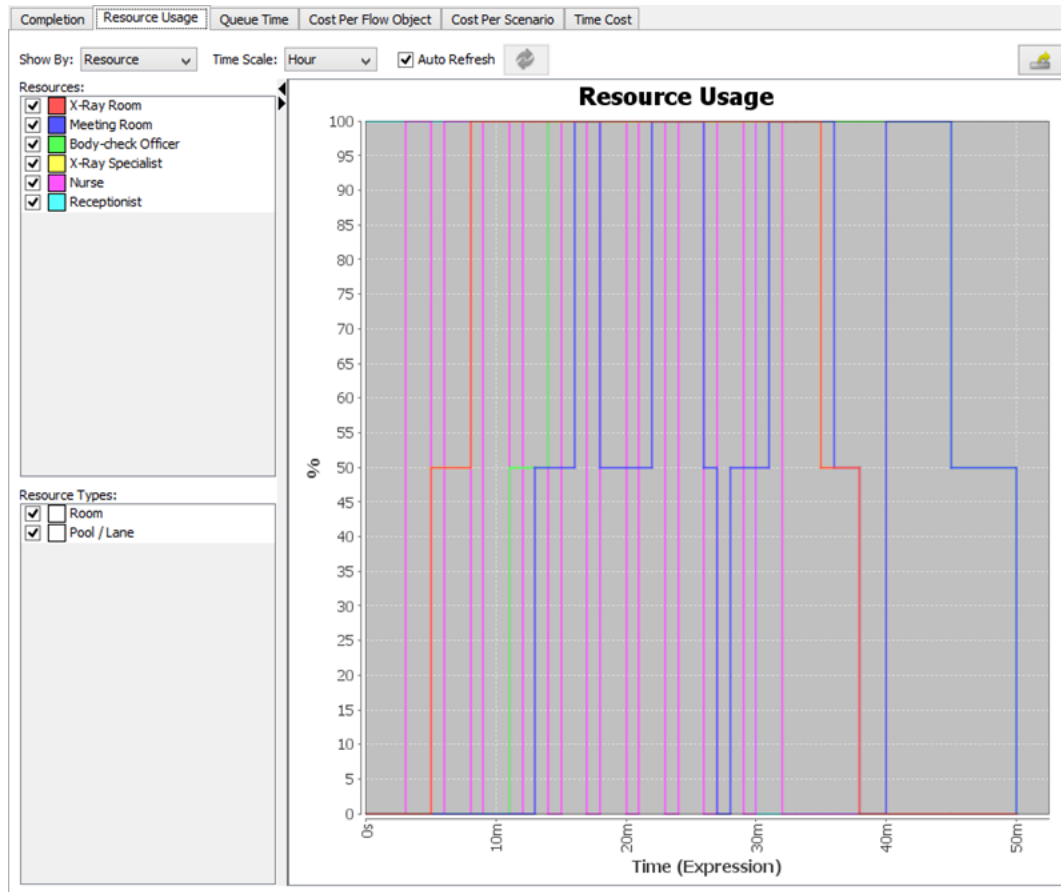 Completion Resource Usage Queue Time Cost Per Flow Object Cost Per Scenario Time Cost
Show By: Resource Time Scale: Hour Auto Refresh
Resources:
X-Ray Room
Meeting Room
Body-check Officer
X-Ray Specialist
Nurse
Receptionist
Resource Types:
Room
Pool / Lane
Resource Usage
100
95
90
85
80
75
70
65
60
55
50
45
40
35
30
25
20
15
10
5
0
%
0s 10m 20m 30m 40m 50m
Time (Expression)